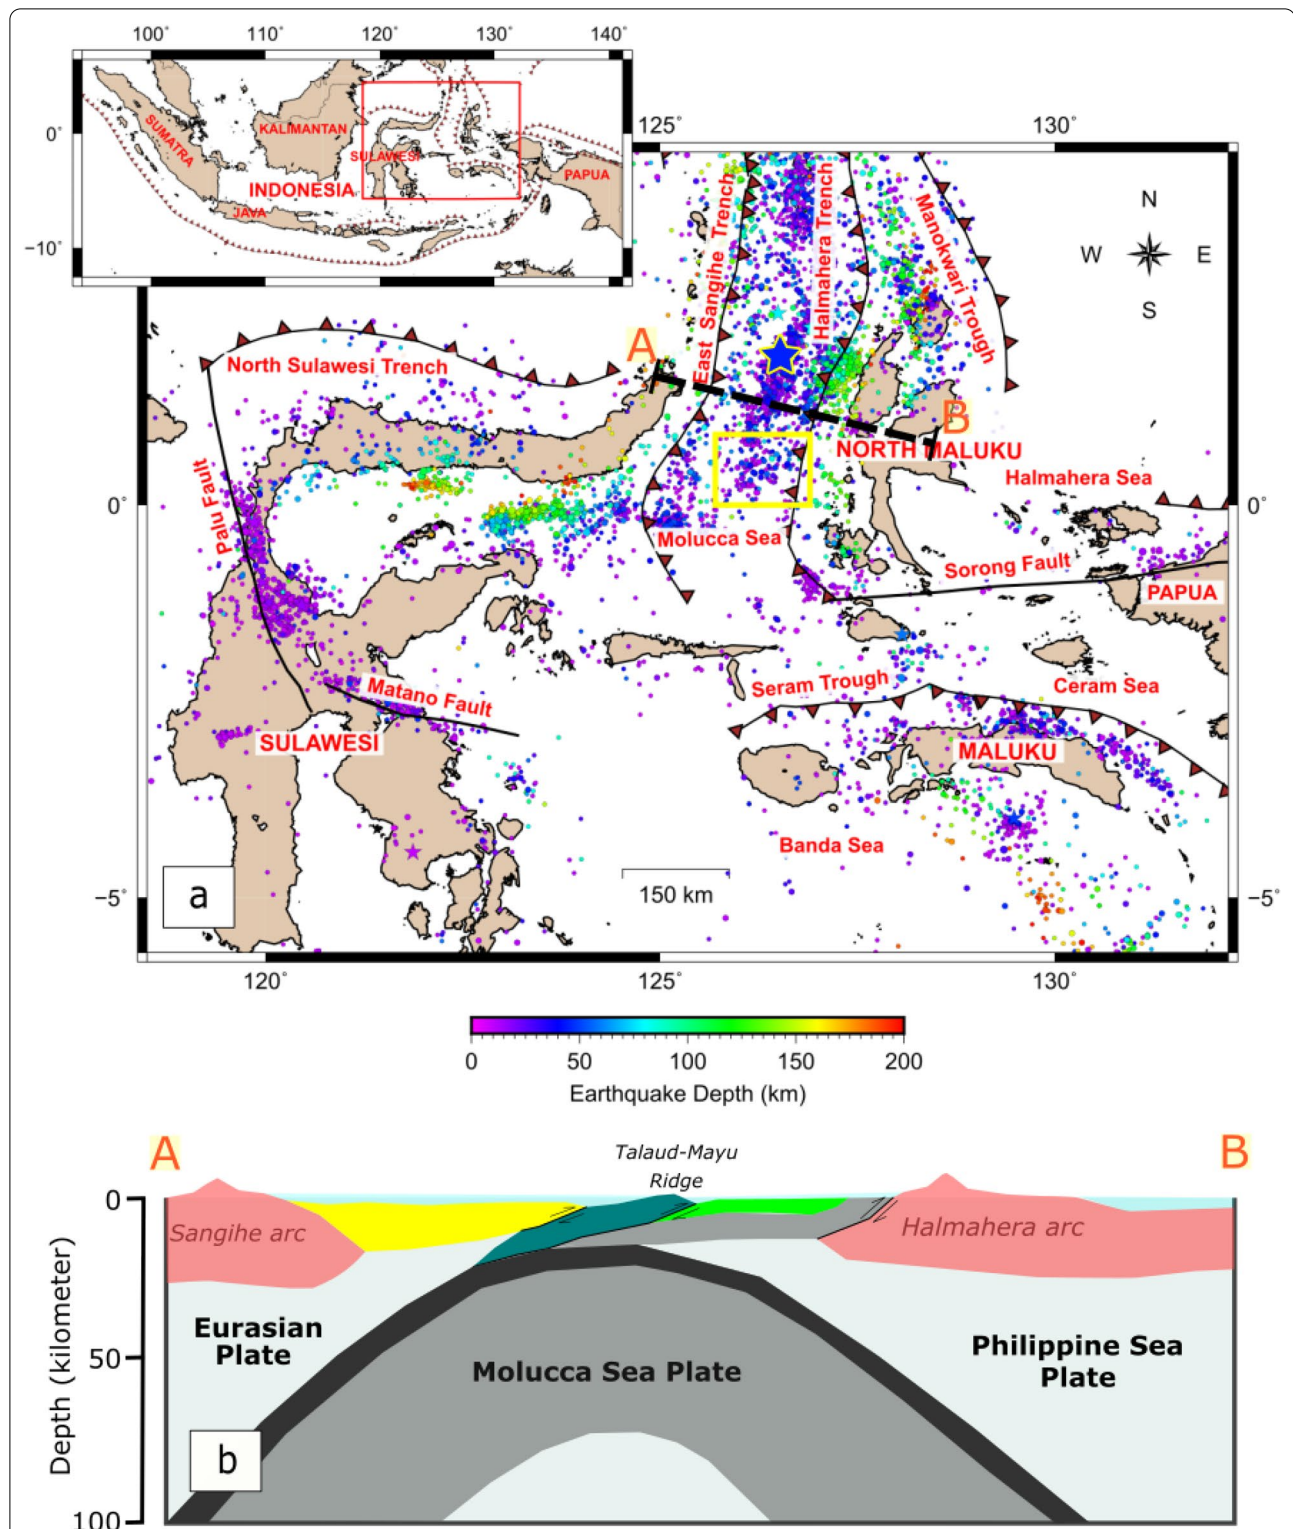 100° 110° 120° 130° 140°
0°
−10°
SUMATRA
KALIMANTAN
SULAWESI
PAPUA
INDONESIA
JAVA
125° 130°
N
W E
S
East Sangihe Trench
Halmahera Trench
Manokwari Trough
A
North Sulawesi Trench
B
NORTH MALUKU
Halmahera Sea
Palu Fault
0° 0°
Molucca Sea
Sorong Fault
PAPUA
Matano Fault
Seram Trough
Ceram Sea
SULAWESI
MALUKU
Banda Sea
a
150 km
−5° −5°
120° 125° 130°
0 50 100 150 200
Earthquake Depth (km)
A
Talaud-Mayu
Ridge
B
0
Sangihe arc
Halmahera arc
Eurasian
Plate
Molucca Sea Plate
Philippine Sea
Plate
50
Depth (kilometer)
b
100